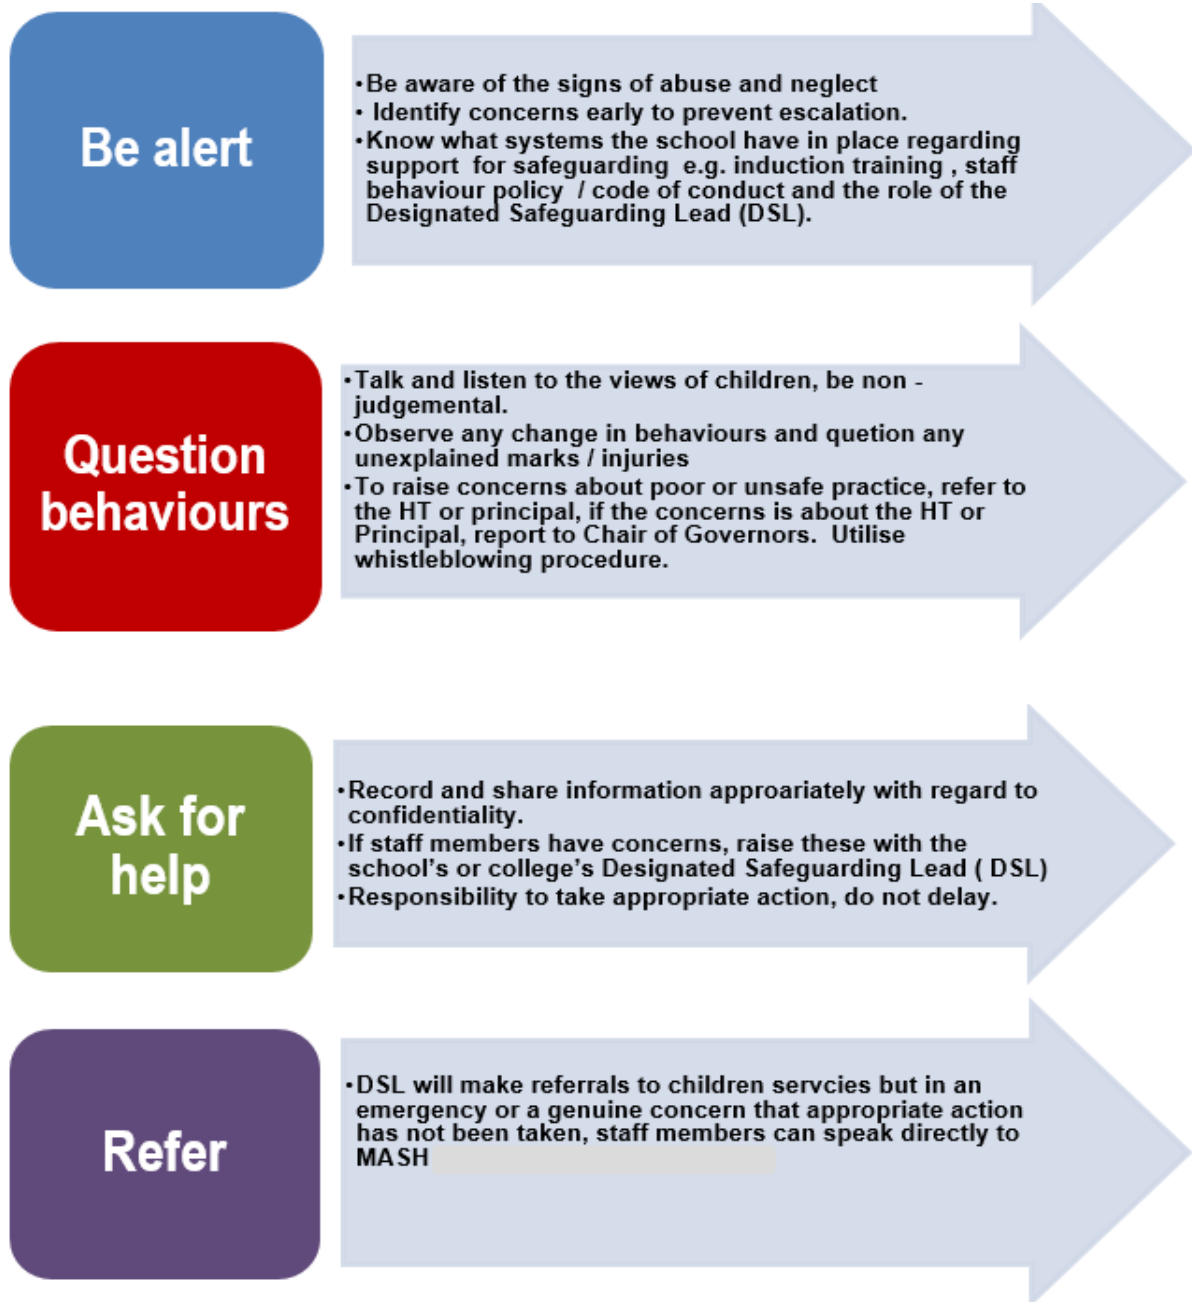 Be alert
•Be aware of the signs of abuse and neglect
• Identify concerns early to prevent escalation.
•Know what systems the school have in place regarding
support for safeguarding e.g. induction training , staff
behaviour policy / code of conduct and the role of the
Designated Safeguarding Lead (DSL).
Question
behaviours
•Talk and listen to the views of children, be non -
judgemental.
•Observe any change in behaviours and quetion any
unexplained marks / injuries
•To raise concerns about poor or unsafe practice, refer to
the HT or principal, if the concerns is about the HT or
Principal, report to Chair of Governors. Utilise
whistleblowing procedure.
Ask for
help
•Record and share information approariately with regard to
confidentiality.
•If staff members have concerns, raise these with the
school’s or college’s Designated Safeguarding Lead ( DSL)
•Responsibility to take appropriate action, do not delay.
Refer
•DSL will make referrals to children servcies but in an
emergency or a genuine concern that appropriate action
has not been taken, staff members can speak directly to
MASH